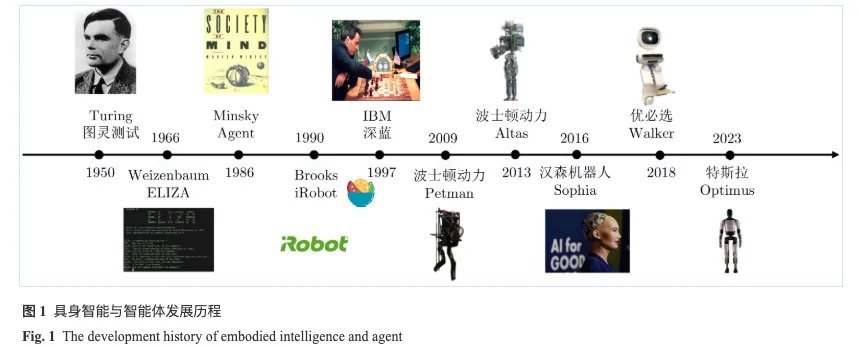 THE
SOCIETY
OF
MIND
MARVIN MINSKY
Turing
图灵测试
1966
Minsky
Agent
1990
IBM
深蓝
2009
波士顿动力
Altas
2016
优必选
Walker
2023
1950
Weizenbaum
ELIZA
1986
Brooks
iRobot
1997
波士顿动力
Petman
2013
汉森机器人
Sophia
2018
特斯拉
Optimus
iRobot
AI for
GOOD
图 1 具身智能与智能体发展历程
Fig. 1 The development history of embodied intelligence and agent